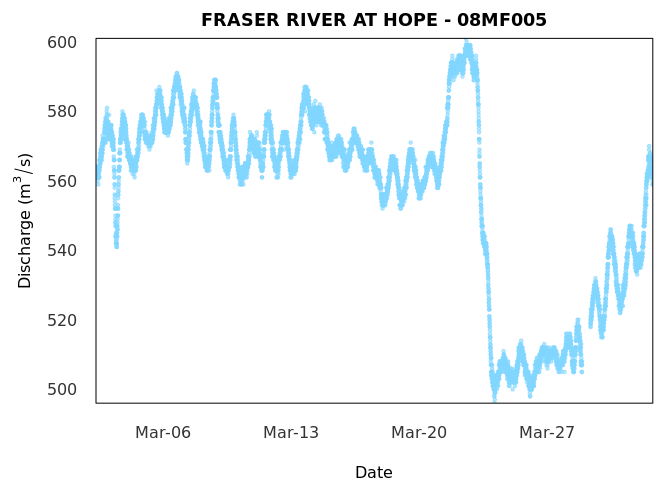 FRASER RIVER AT HOPE - 08MF005
600
580
560
540
520
500
Discharge (m³/s)
Mar-06 Mar-13 Mar-20 Mar-27
Date